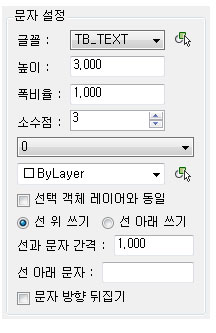 문자 설정
글꼴 : TB_TEXT
높이 : 3,000
폭비율 : 1,000
소수점 : 3
0
ByLayer
선택 객체 레이어와 동일
선 위 쓰기 선 아래 쓰기
선과 문자 간격 : 1,000
선 아래 문자 :
문자 방향 뒤집기